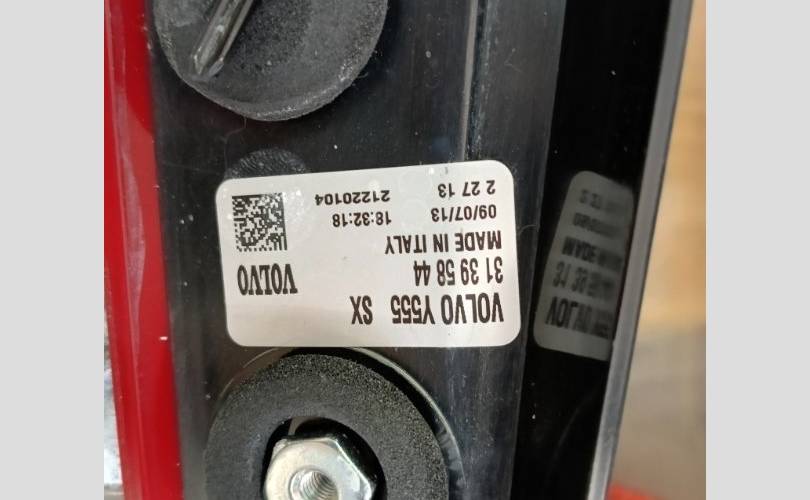 VOLVO Y555 SX
31 39 58 44
VOLVO
MADE IN ITALY
09/07/13 18:32:18
2 27 13 21220104